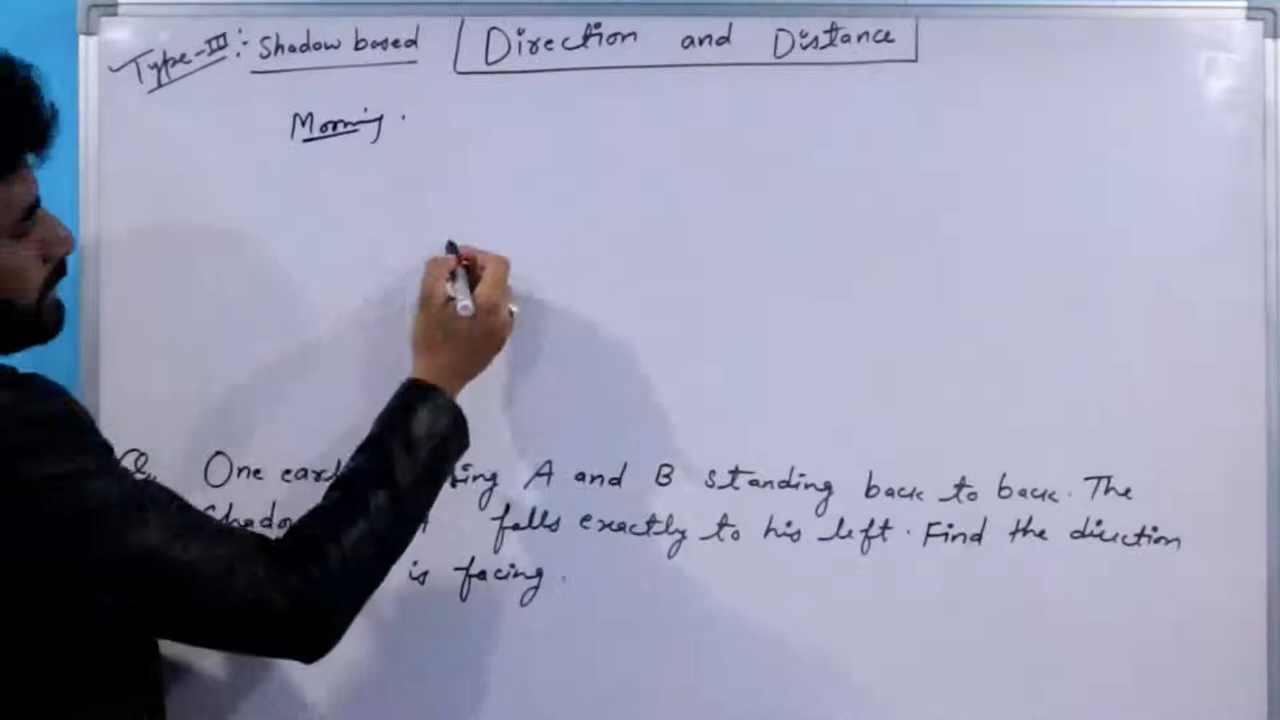 Type-III :- Shadow based Direction and Distance
Morning.
Q. One A and B standing back to back. The
falls exactly to his left. Find the direction
is facing.